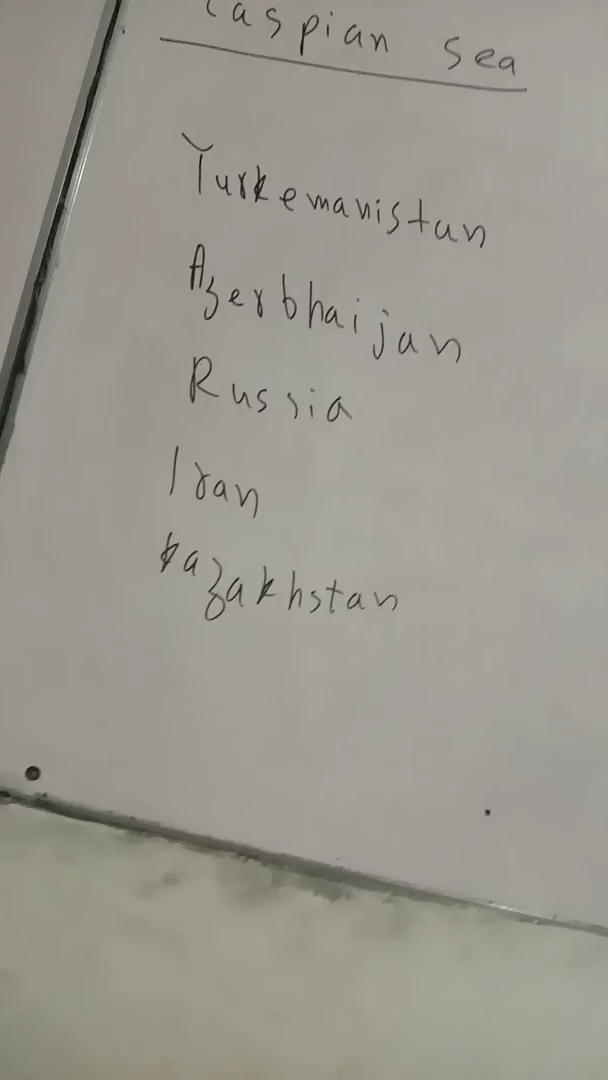 Caspian sea
Turkemanistan
Azerbhaijan
Russia
Iran
kazakhstan